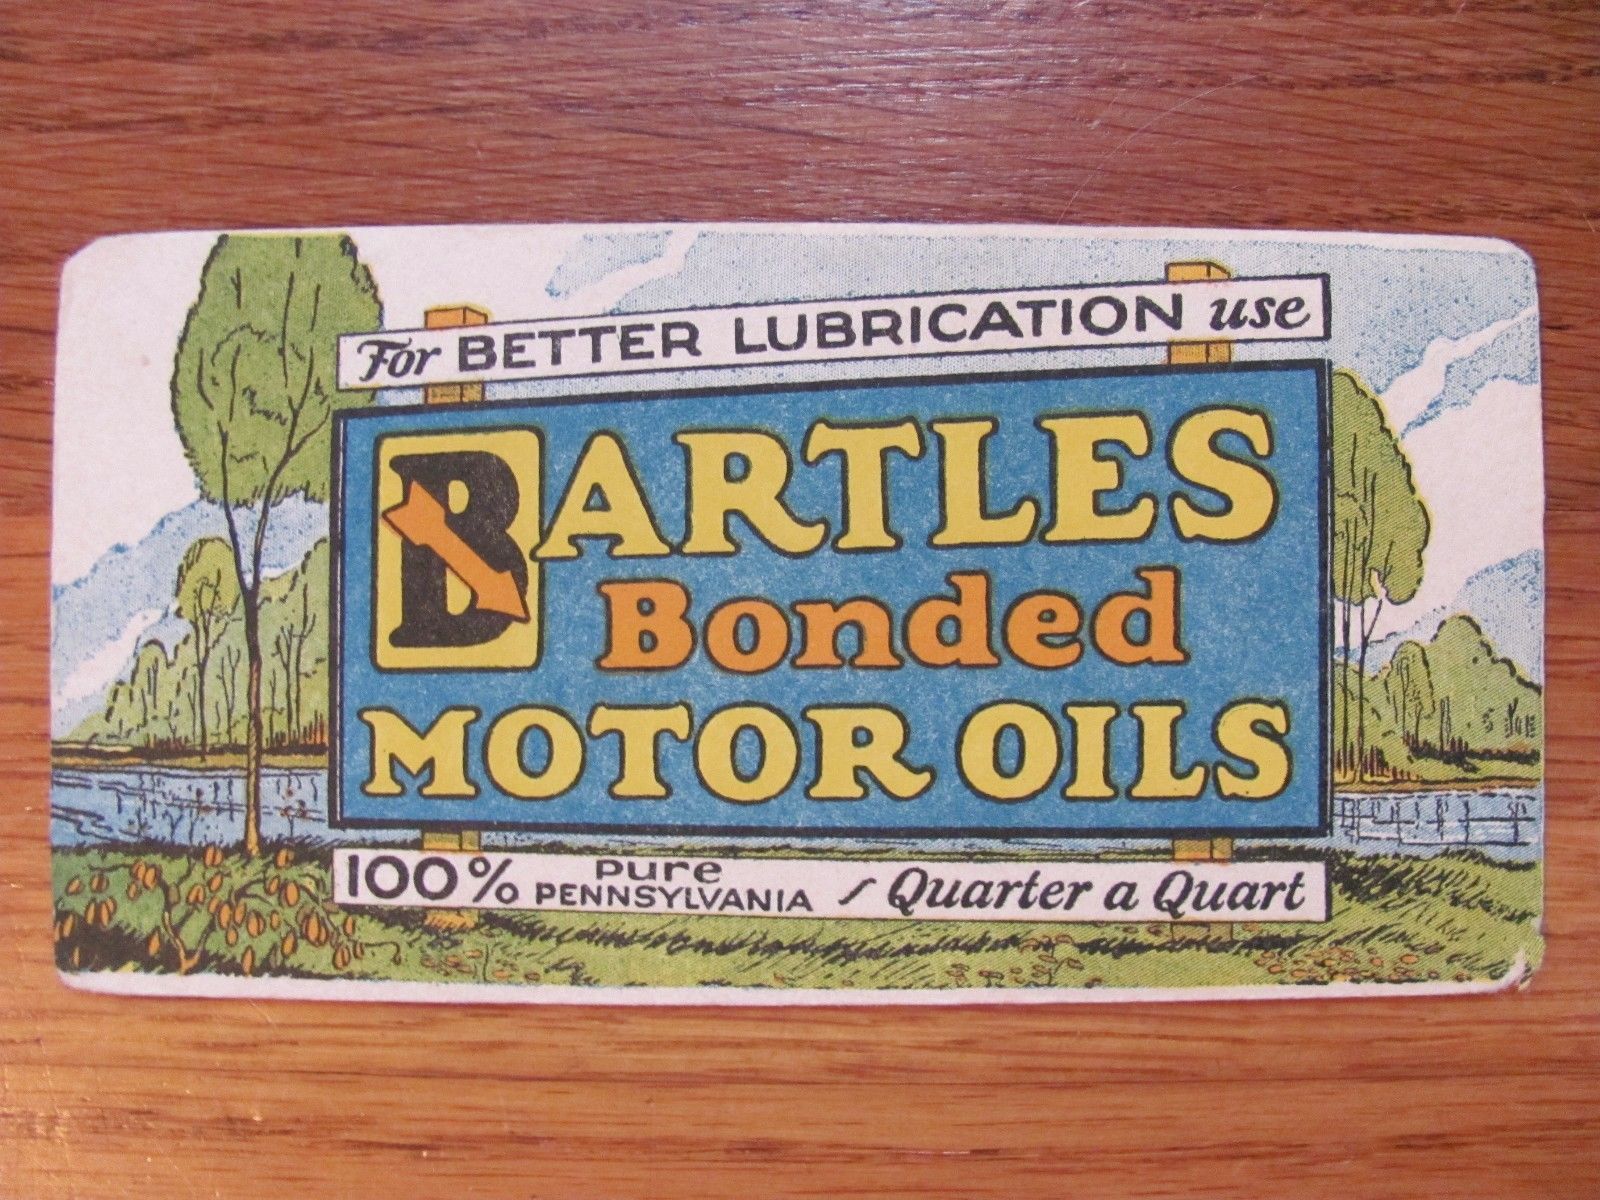 For BETTER LUBRICATION use
BARTLES
Bonded
MOTOR OILS
100% Pure PENNSYLVANIA - Quarter a Quart